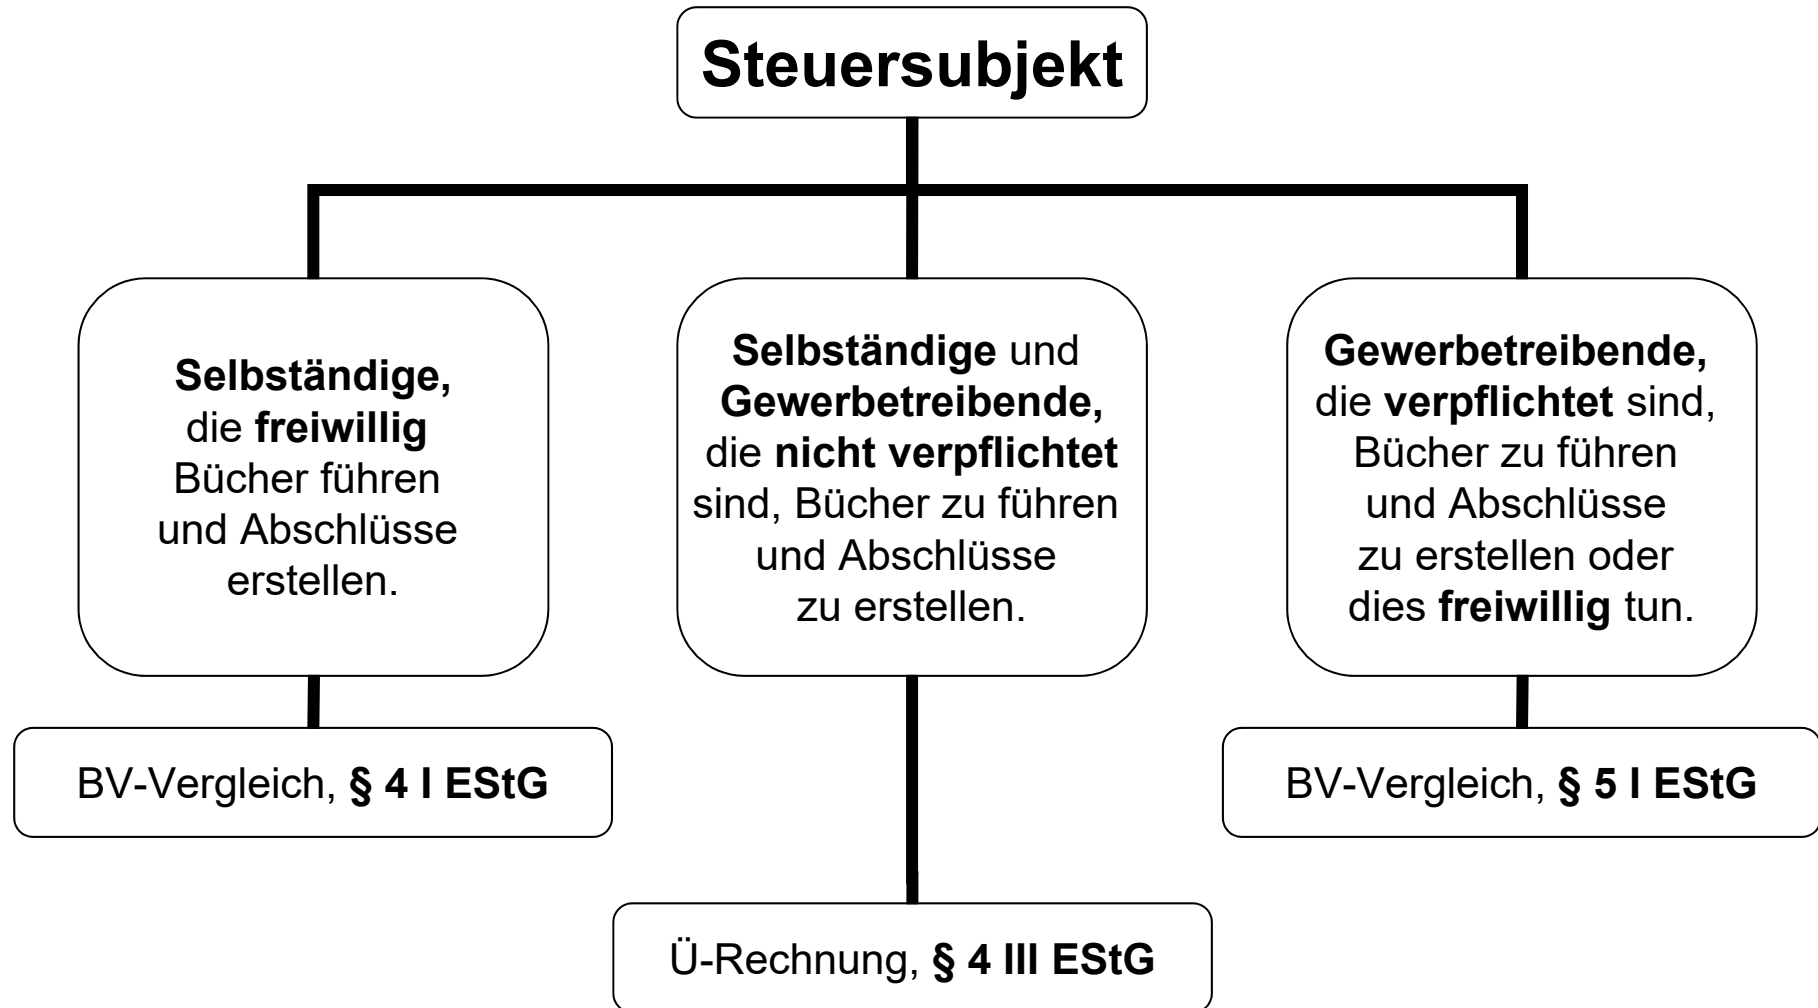 Steuersubjekt
Selbständige,
die freiwillig
Bücher führen
und Abschlüsse
erstellen.
Selbständige und
Gewerbetreibende,
die nicht verpflichtet
sind, Bücher zu führen
und Abschlüsse
zu erstellen.
Gewerbetreibende,
die verpflichtet sind,
Bücher zu führen
und Abschlüsse
zu erstellen oder
dies freiwillig tun.
BV-Vergleich, § 4 I EStG
BV-Vergleich, § 5 I EStG
Ü-Rechnung, § 4 III EStG